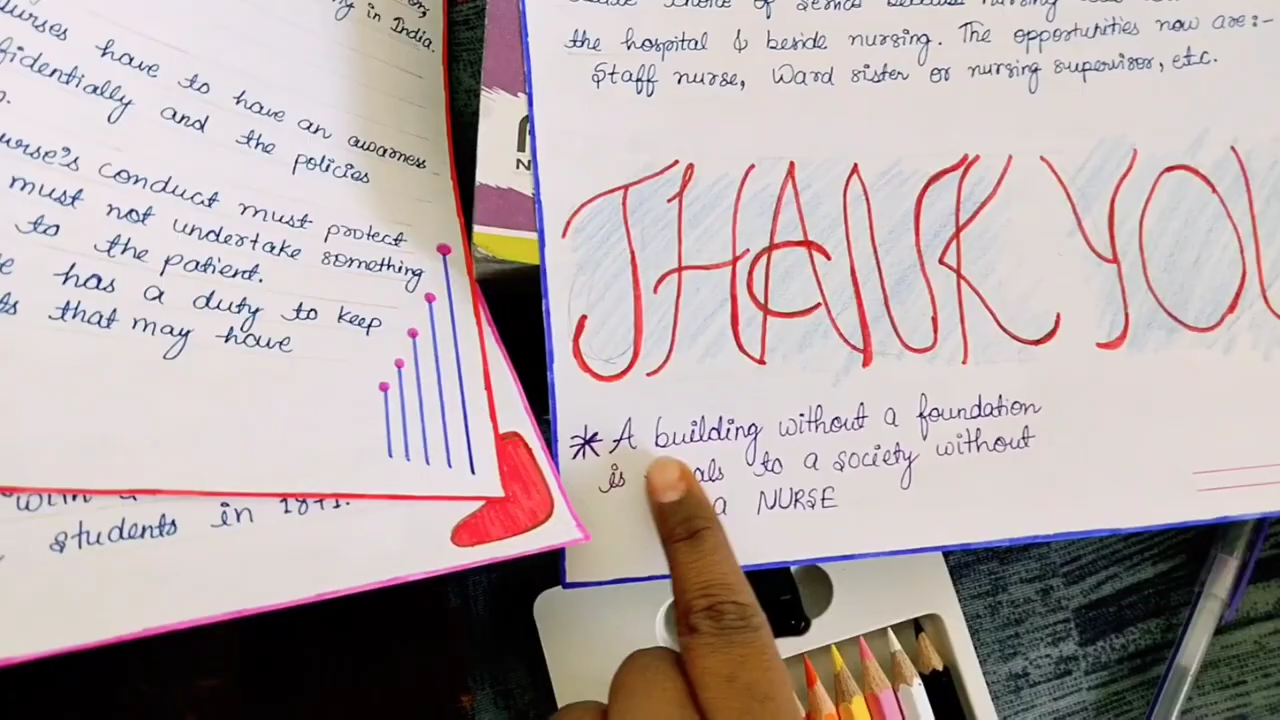 in India.
nurses have to have an awarness
fidentially and the policies
nurse's conduct must protect
must not undertake something
to the patient.
has a duty to keep
that may have
students in 1871.
the hospital & beside nursing. The opportunities now are:-
Staff nurse, Ward sister or nursing supervisor, etc.
THANK YOU
* A building without a foundation
is to a society without
a NURSE